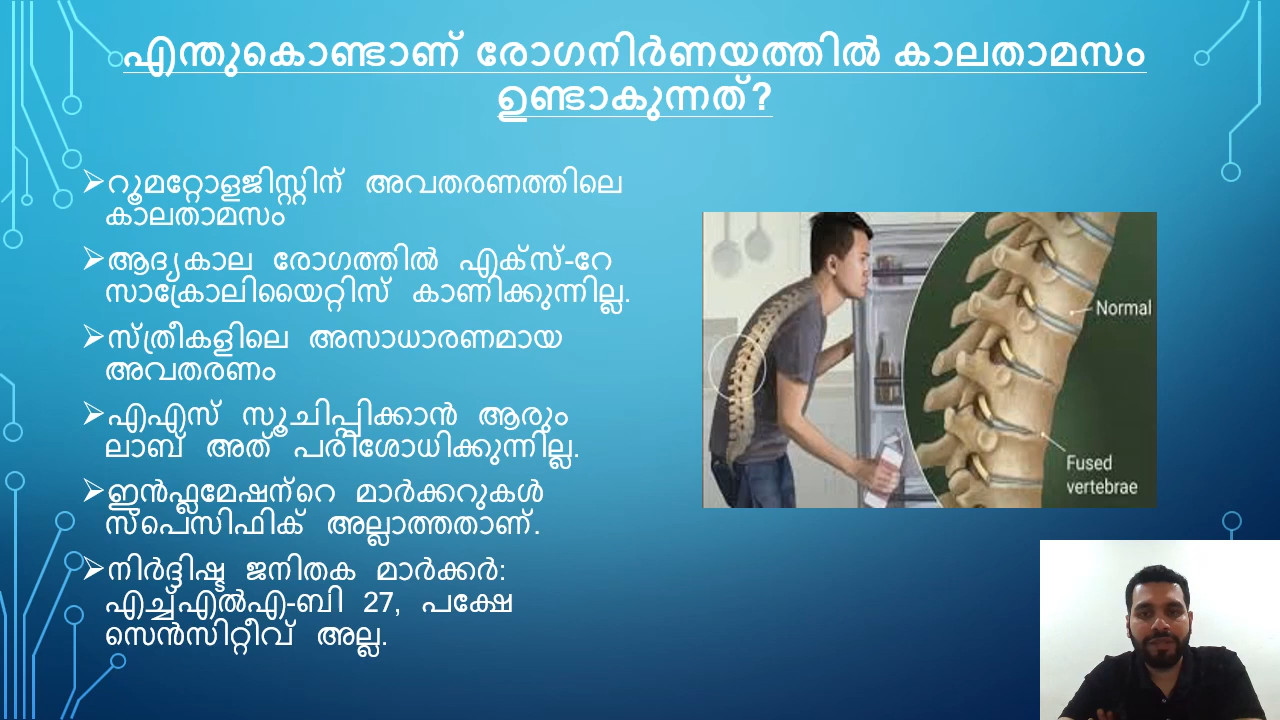 എന്തുകൊണ്ടാണ് രോഗനിർണയത്തിൽ കാലതാമസം
ഉണ്ടാകുന്നത്?
റൂമറ്റോളജിസ്റ്റിന് അവതരണത്തിലെ
കാലതാമസം
ആദ്യകാല രോഗത്തിൽ എക്സ്-റേ
സാക്രോലിയൈറ്റിസ് കാണിക്കുന്നില്ല.
സ്ത്രീകളിലെ അസാധാരണമായ
അവതരണം
എഎസ് സൂചിപ്പിക്കാൻ ആരും
ലാബ് അത് പരിശോധിക്കുന്നില്ല.
ഇൻഫ്ലമേഷന്റെ മാർക്കറുകൾ
സ്പെസിഫിക് അല്ലാത്തതാണ്.
നിർദ്ദിഷ്ട ജനിതക മാർക്കർ:
എച്ച്എൽഎ-ബി 27, പക്ഷേ
സെൻസിറ്റീവ് അല്ല.
Normal
Fused
vertebrae